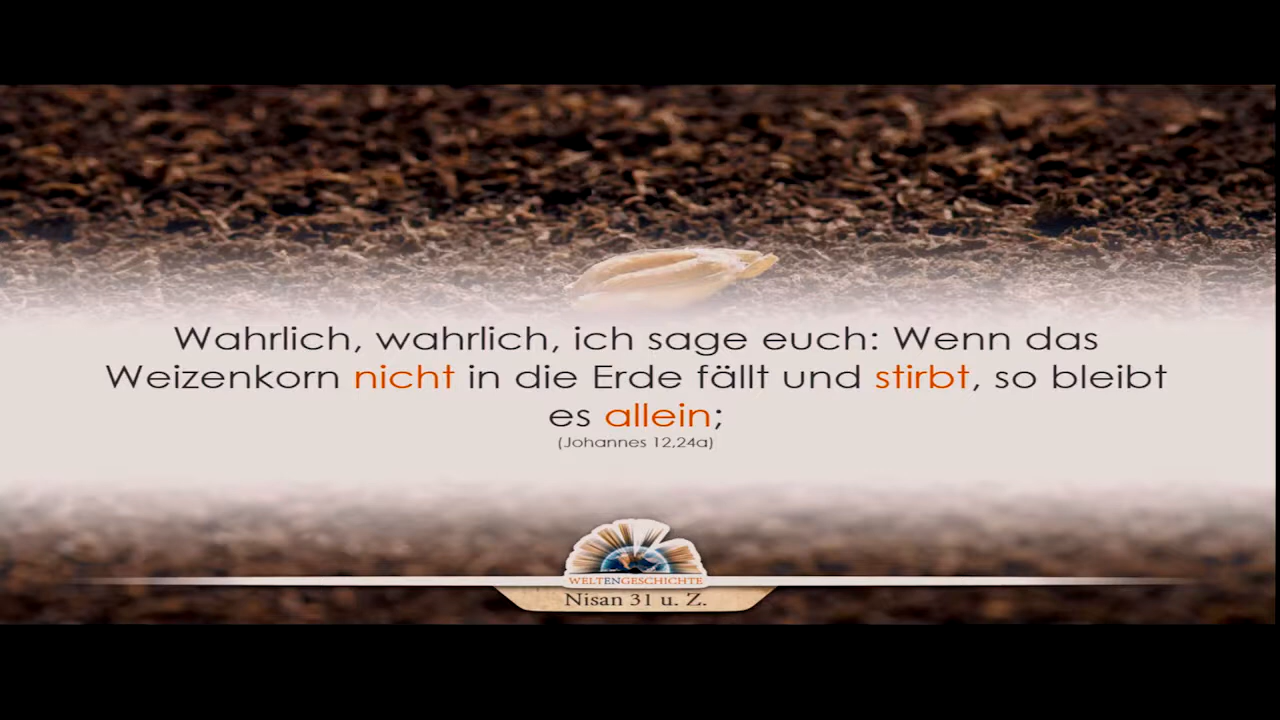 Wahrlich, wahrlich, ich sage euch: Wenn das
Weizenkorn nicht in die Erde fällt und stirbt, so bleibt
es allein;
(Johannes 12,24a)
WELTENGESCHICHTE
Nisan 31 u. Z.